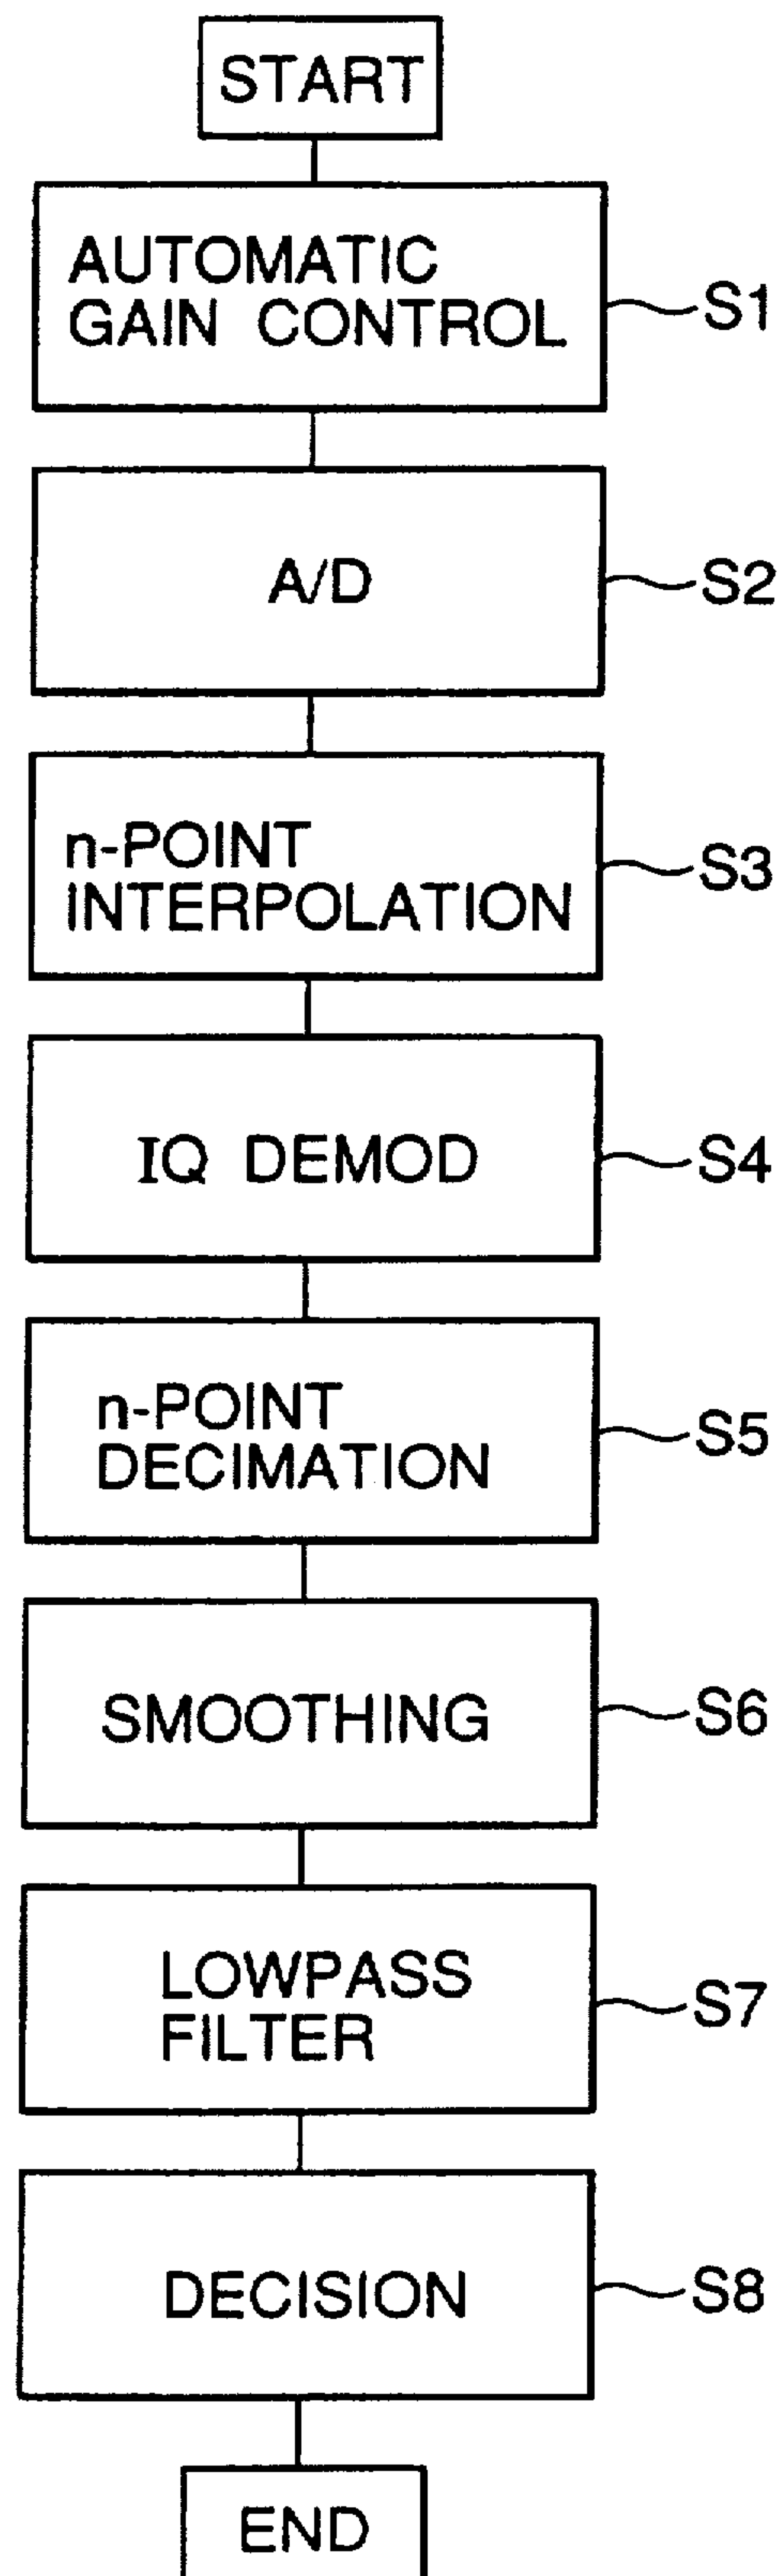 START
AUTOMATIC
GAIN CONTROL
S1
A/D
S2
n-POINT
INTERPOLATION
S3
IQ DEMOD
S4
n-POINT
DECIMATION
S5
SMOOTHING
S6
LOWPASS
FILTER
S7
DECISION
S8
END